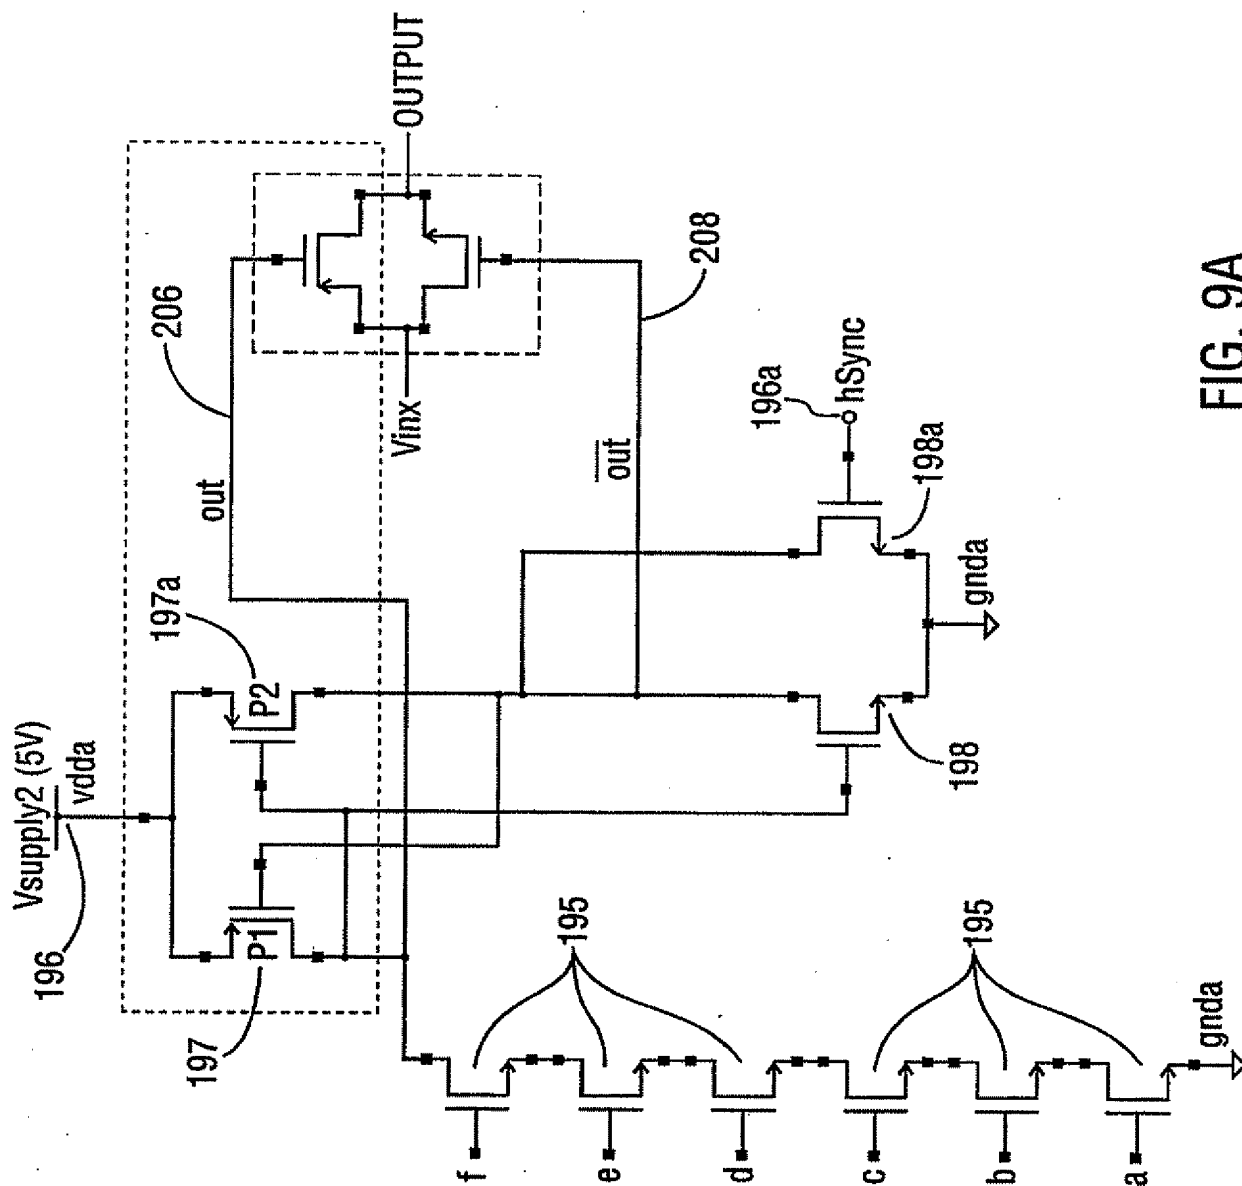 Vsupply2 (5V)
vdda
196
197
P1
P2
197a
206
out
Vinx
OUTPUT
208
out
196a
hSync
198a
198
gnda
195
195
f
e
d
c
b
a
gnda
FIG. 9A